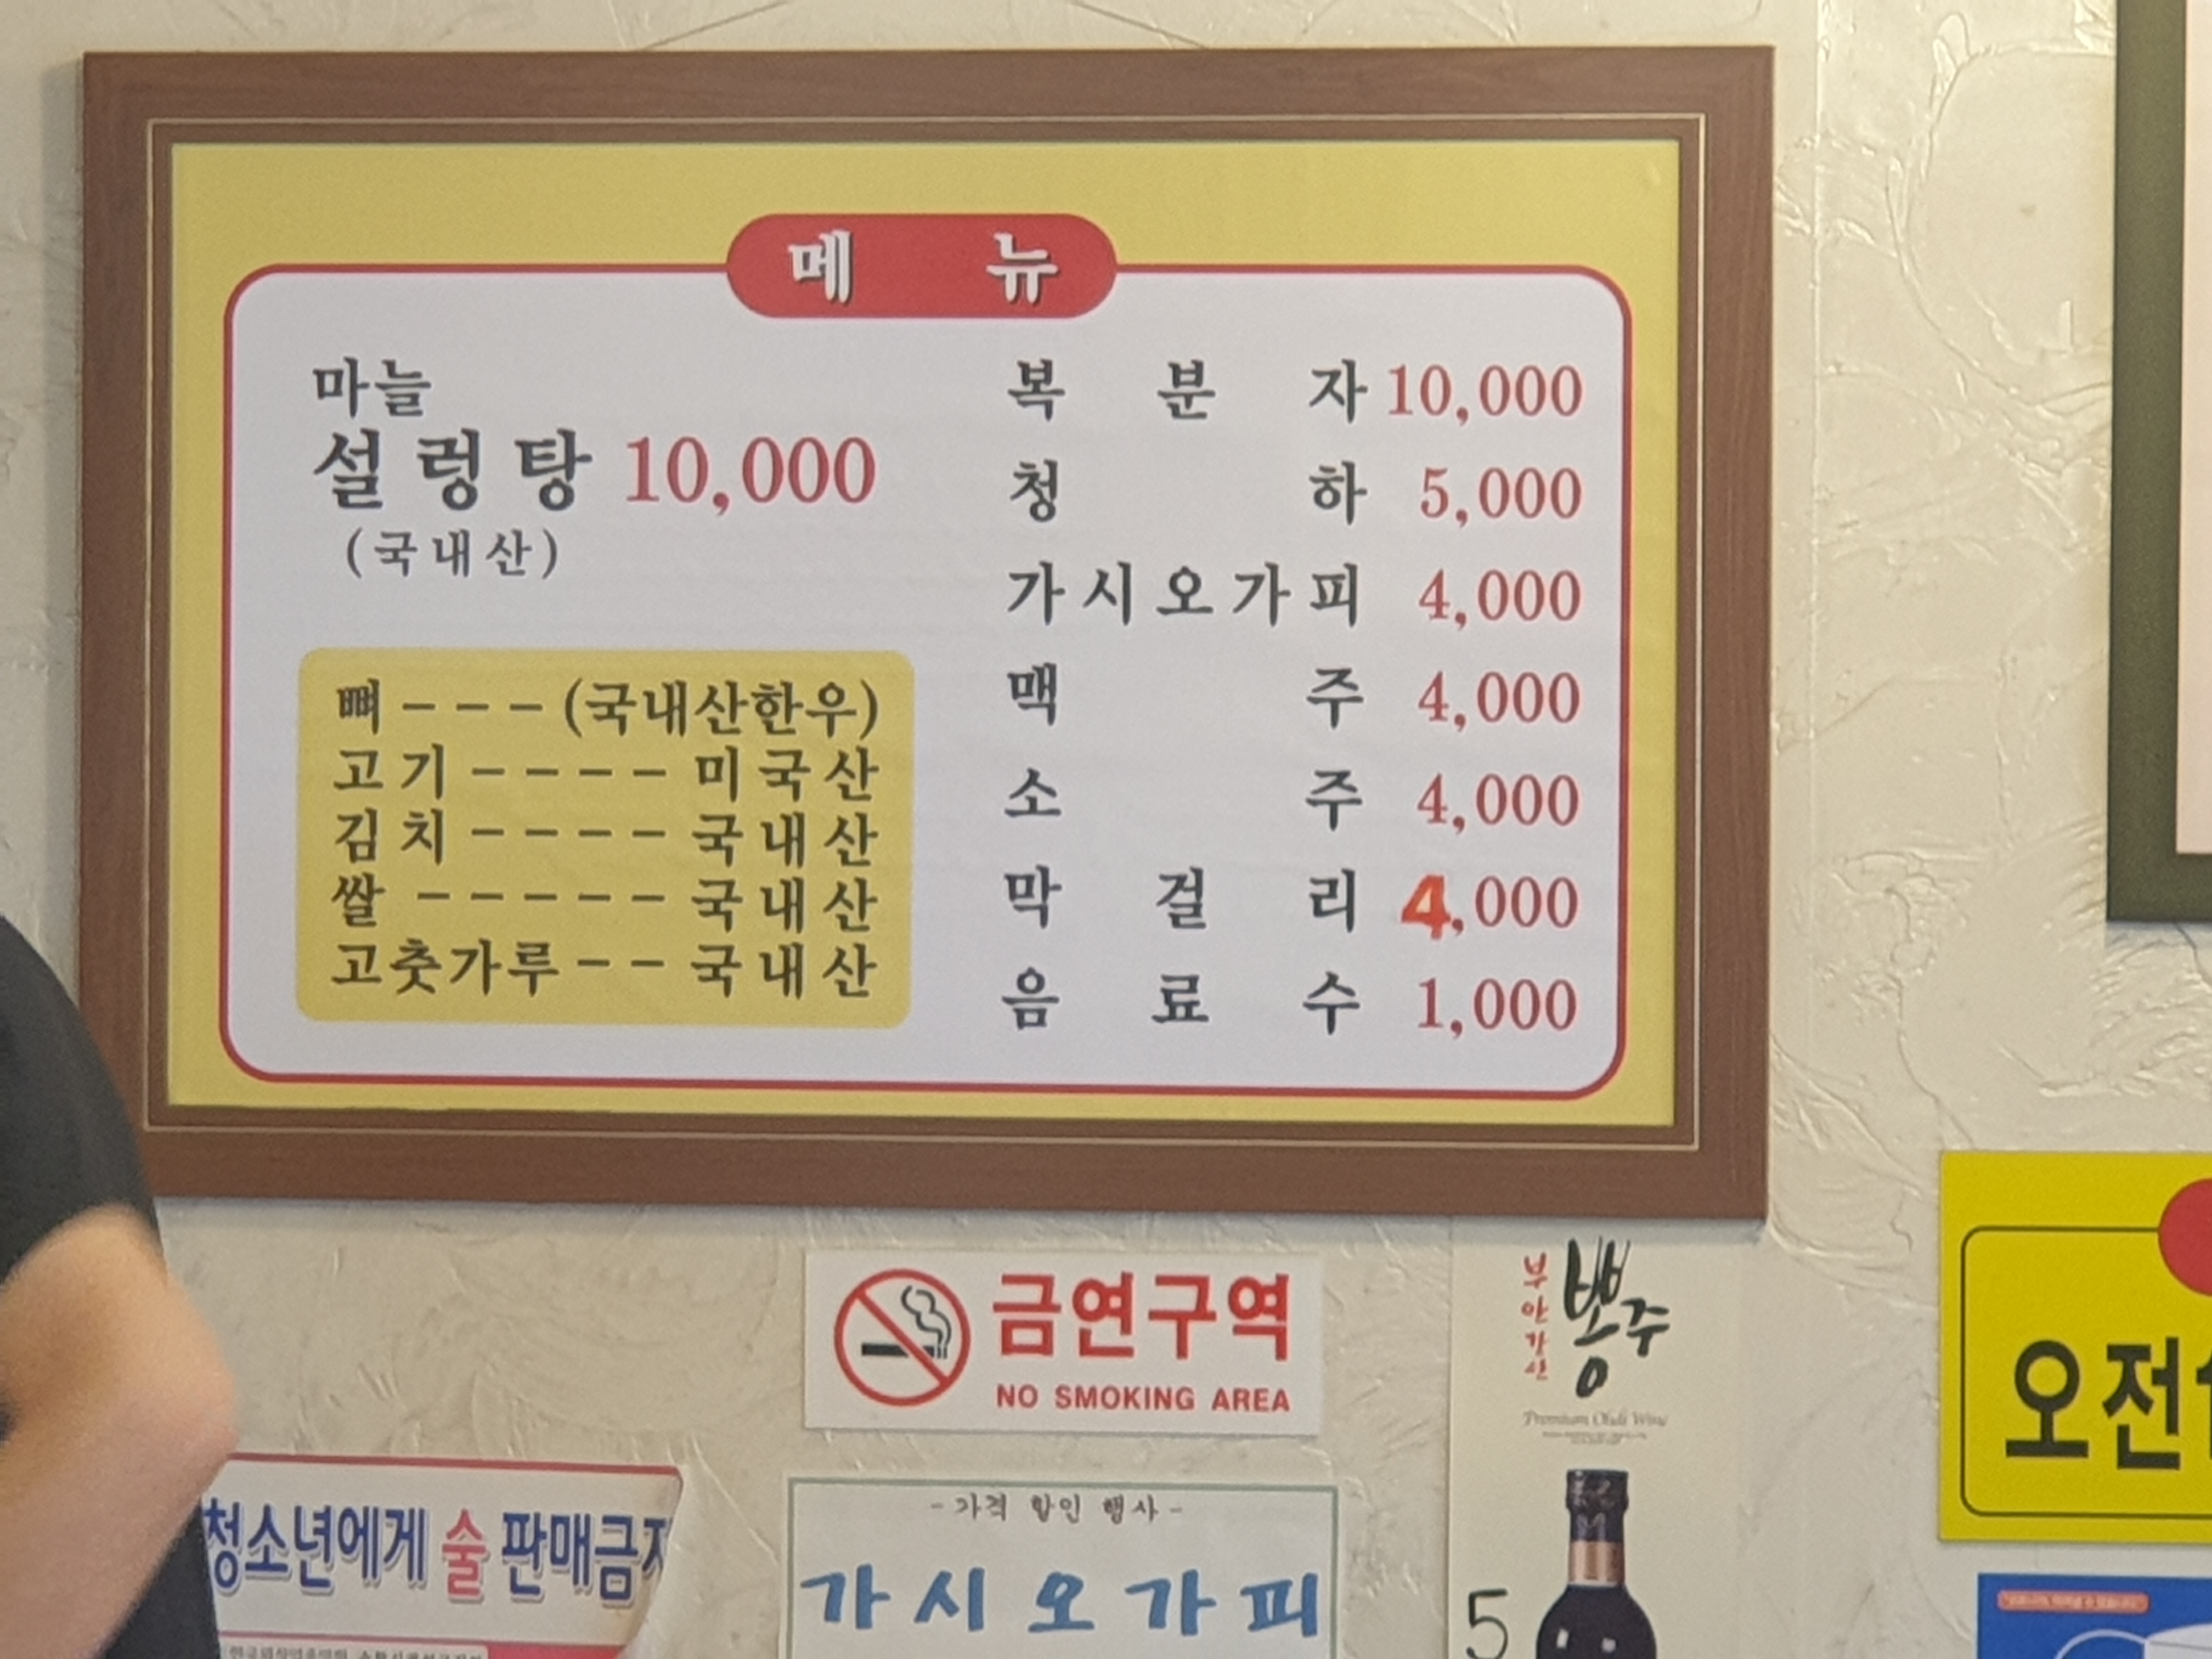 메뉴
마늘
설렁탕 10,000
(국내산)
뼈---(국내산한우)
고기----미국산
김치----국내산
쌀-----국내산
고춧가루--국내산
복분자 10,000
청하 5,000
가시오가피 4,000
맥주 4,000
소주 4,000
막걸리 4,000
음료수 1,000
금연구역
NO SMOKING AREA
부안가신
뽕주
Premium Wine
청소년에게 술 판매금지
-가격 할인 행사-
가시오가피
5
오전